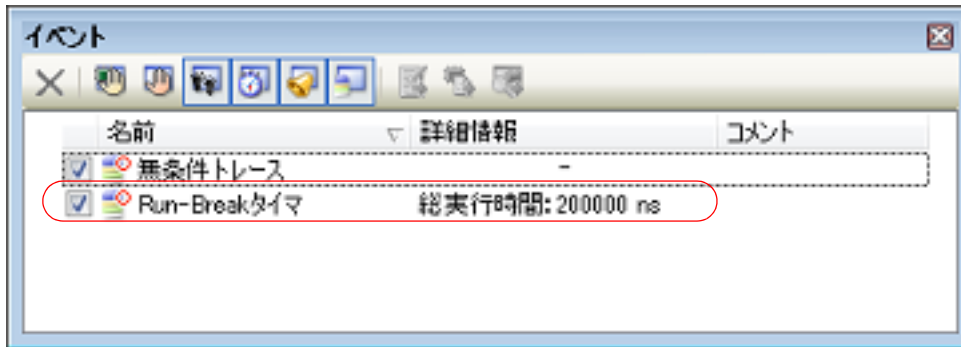 イベント
名前 詳細情報 コメント
無条件トレース -
Run-Breakタイマ 総実行時間: 200000 ns